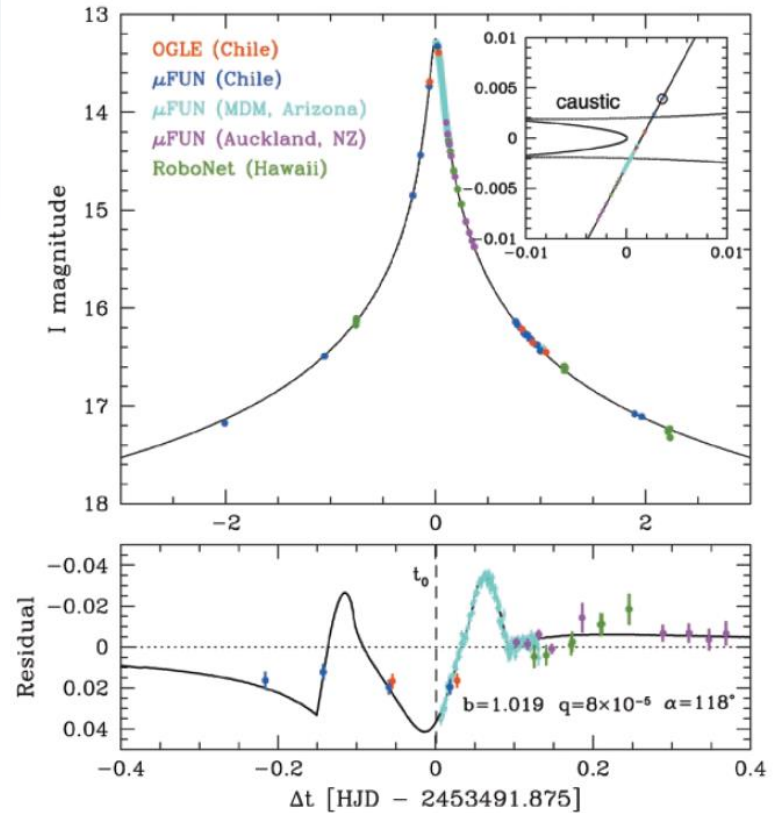 13
14
15
16
17
18
I magnitude
OGLE (Chile)
μFUN (Chile)
μFUN (MDM, Arizona)
μFUN (Auckland, NZ)
RoboNet (Hawaii)
0.01
0.005
0
-0.005
-0.01
caustic
-0.01 0 0.01
-2 0 2
-0.04
-0.02
0
0.02
0.04
Residual
t₀
b=1.019 q=8×10⁻⁵ α=118°
-0.4 -0.2 0 0.2 0.4
Δt [HJD - 2453491.875]